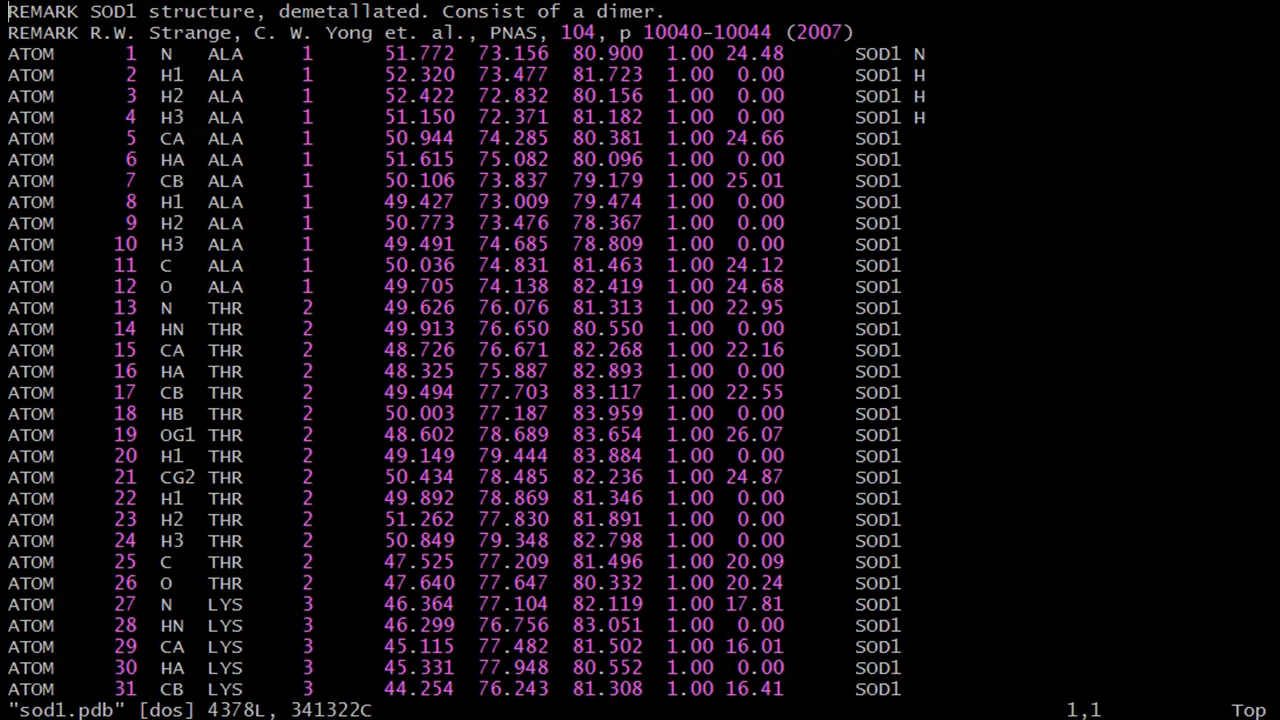 REMARK SOD1 structure, demetallated. Consist of a dimer.
REMARK R.W. Strange, C. W. Yong et. al., PNAS, 104, p 10040-10044 (2007)
ATOM 1 N ALA 1 51.772 73.156 80.900 1.00 24.48 SOD1 N
ATOM 2 H1 ALA 1 52.320 73.477 81.723 1.00 0.00 SOD1 H
ATOM 3 H2 ALA 1 52.422 72.832 80.156 1.00 0.00 SOD1 H
ATOM 4 H3 ALA 1 51.150 72.371 81.182 1.00 0.00 SOD1 H
ATOM 5 CA ALA 1 50.944 74.285 80.381 1.00 24.66 SOD1
ATOM 6 HA ALA 1 51.615 75.082 80.096 1.00 0.00 SOD1
ATOM 7 CB ALA 1 50.106 73.837 79.179 1.00 25.01 SOD1
ATOM 8 H1 ALA 1 49.427 73.009 79.474 1.00 0.00 SOD1
ATOM 9 H2 ALA 1 50.773 73.476 78.367 1.00 0.00 SOD1
ATOM 10 H3 ALA 1 49.491 74.685 78.809 1.00 0.00 SOD1
ATOM 11 C ALA 1 50.036 74.831 81.463 1.00 24.12 SOD1
ATOM 12 O ALA 1 49.705 74.138 82.419 1.00 24.68 SOD1
ATOM 13 N THR 2 49.626 76.076 81.313 1.00 22.95 SOD1
ATOM 14 HN THR 2 49.913 76.650 80.550 1.00 0.00 SOD1
ATOM 15 CA THR 2 48.726 76.671 82.268 1.00 22.16 SOD1
ATOM 16 HA THR 2 48.325 75.887 82.893 1.00 0.00 SOD1
ATOM 17 CB THR 2 49.494 77.703 83.117 1.00 22.55 SOD1
ATOM 18 HB THR 2 50.003 77.187 83.959 1.00 0.00 SOD1
ATOM 19 OG1 THR 2 48.602 78.689 83.654 1.00 26.07 SOD1
ATOM 20 H1 THR 2 49.149 79.444 83.884 1.00 0.00 SOD1
ATOM 21 CG2 THR 2 50.434 78.485 82.236 1.00 24.87 SOD1
ATOM 22 H1 THR 2 49.892 78.869 81.346 1.00 0.00 SOD1
ATOM 23 H2 THR 2 51.262 77.830 81.891 1.00 0.00 SOD1
ATOM 24 H3 THR 2 50.849 79.348 82.798 1.00 0.00 SOD1
ATOM 25 C THR 2 47.525 77.209 81.496 1.00 20.09 SOD1
ATOM 26 O THR 2 47.640 77.647 80.332 1.00 20.24 SOD1
ATOM 27 N LYS 3 46.364 77.104 82.119 1.00 17.81 SOD1
ATOM 28 HN LYS 3 46.299 76.756 83.051 1.00 0.00 SOD1
ATOM 29 CA LYS 3 45.115 77.482 81.502 1.00 16.01 SOD1
ATOM 30 HA LYS 3 45.331 77.948 80.552 1.00 0.00 SOD1
ATOM 31 CB LYS 3 44.254 76.243 81.308 1.00 16.41 SOD1
"sod1.pdb" [dos] 4378L, 341322C 1,1 Top